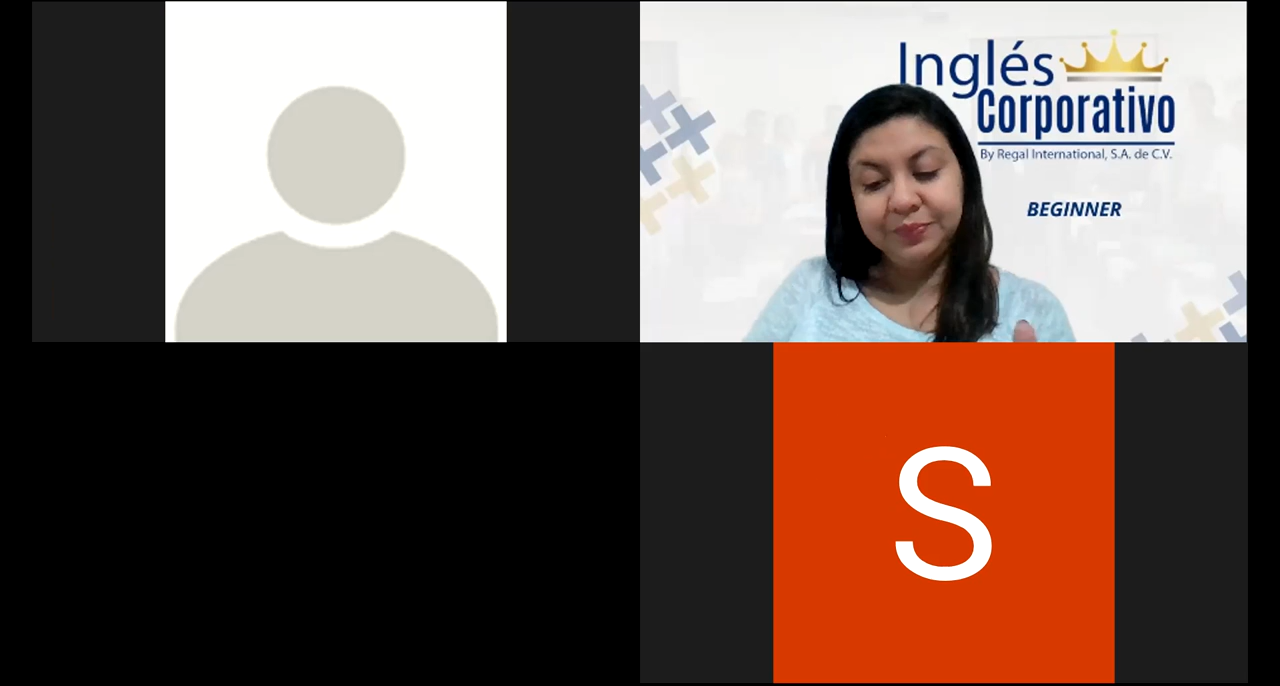 Inglés
Corporativo
By Regal International, S.A. de C.V.
BEGINNER
S